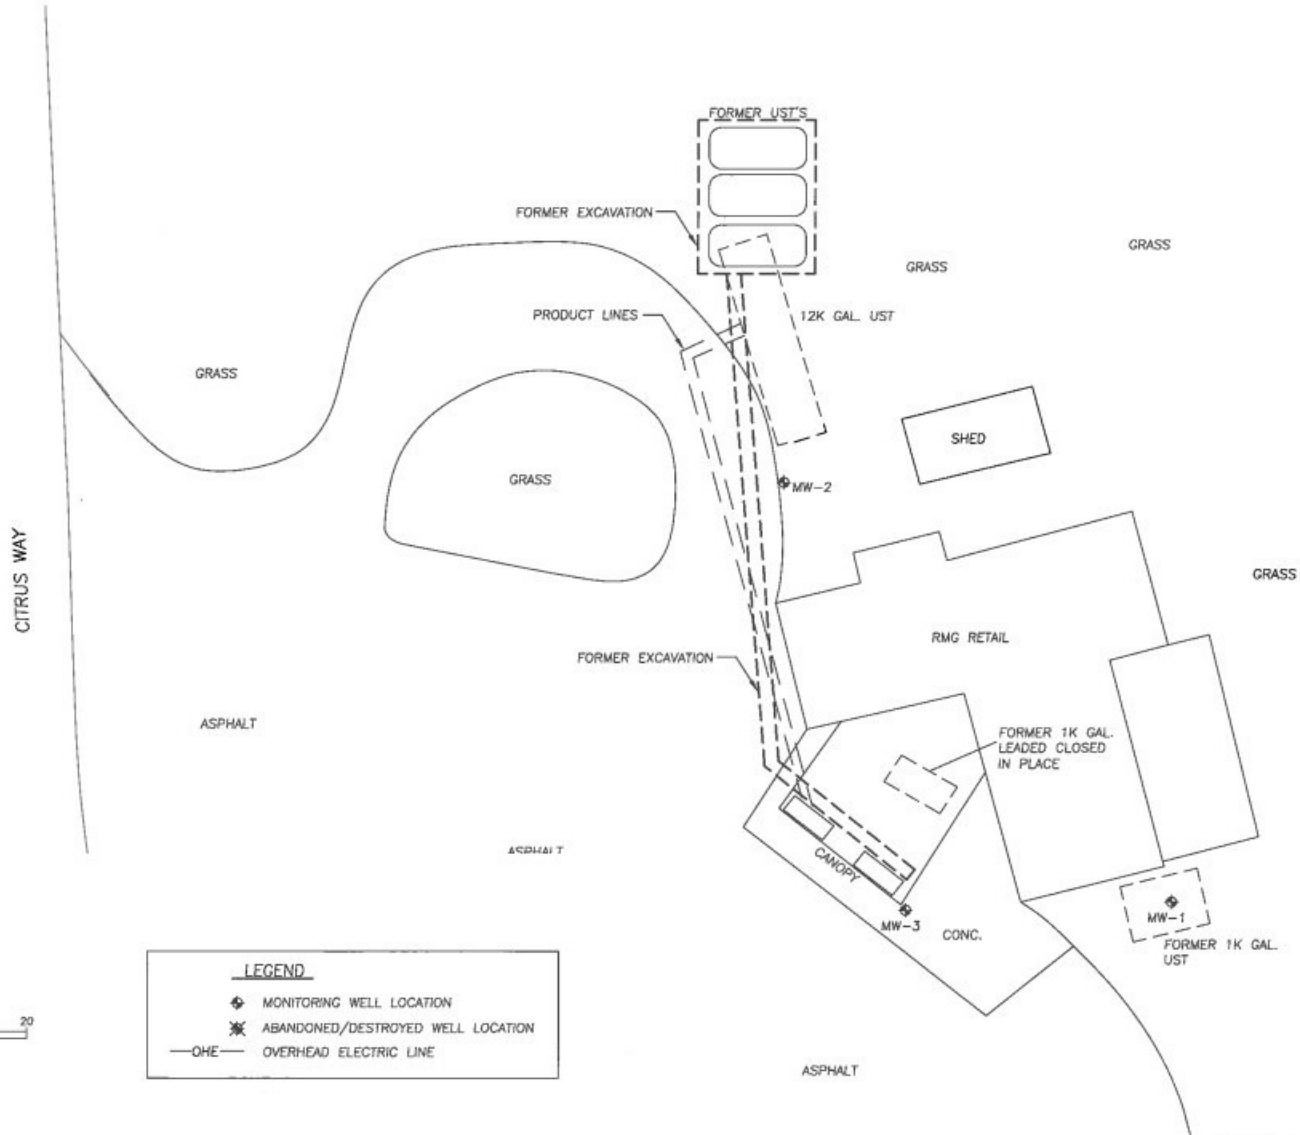 FORMER UST'S
FORMER EXCAVATION
GRASS
GRASS
PRODUCT LINES
12K GAL. UST
GRASS
SHED
GRASS
MW-2
CITRUS WAY
GRASS
RMG RETAIL
FORMER EXCAVATION
ASPHALT
FORMER 1K GAL.
LEADED CLOSED
IN PLACE
ASPHALT
CANOPY
MW-3
CONC.
MW-1
FORMER 1K GAL.
UST
LEGEND
MONITORING WELL LOCATION
ABANDONED/DESTROYED WELL LOCATION
OHE
OVERHEAD ELECTRIC LINE
20
ASPHALT